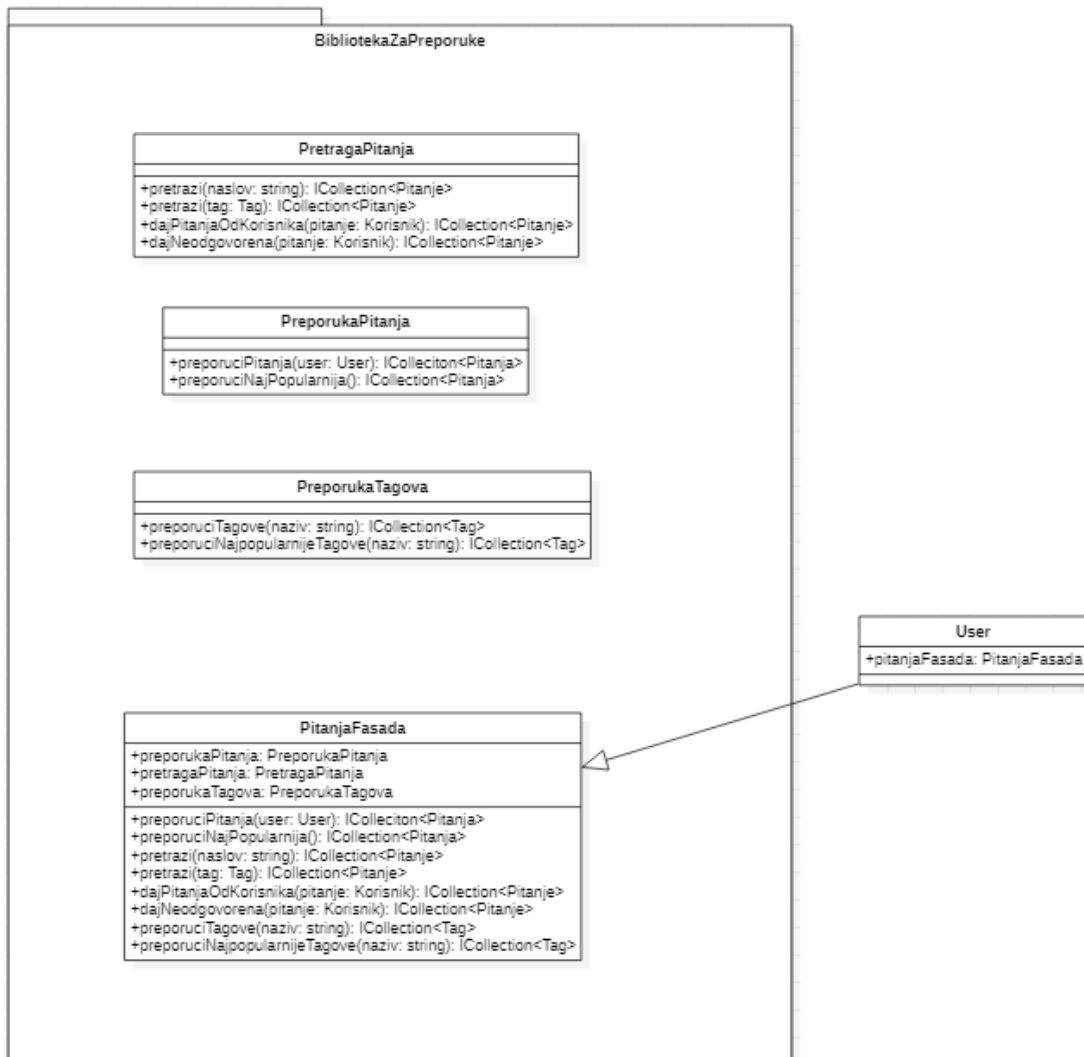 BibliotekaZaPreporuke
PretragaPitanja
+pretrazi(naslov: string): ICollection<Pitanje>
+pretrazi(tag: Tag): ICollection<Pitanje>
+dajPitanjaOdKorisnika(pitanje: Korisnik): ICollection<Pitanje>
+dajNeodgovorena(pitanje: Korisnik): ICollection<Pitanje>
PreporukaPitanja
+preporuciPitanja(user: User): IColleciton<Pitanja>
+preporuciNajPopularnija(): ICollection<Pitanja>
PreporukaTagova
+preporuciTagove(naziv: string): ICollection<Tag>
+preporuciNajpopularnijeTagove(naziv: string): ICollection<Tag>
User
+pitanjaFasada: PitanjaFasada
PitanjaFasada
+preporukaPitanja: PreporukaPitanja
+pretragaPitanja: PretragaPitanja
+preporukaTagova: PreporukaTagova
+preporuciPitanja(user: User): IColleciton<Pitanja>
+preporuciNajPopularnija(): ICollection<Pitanja>
+pretrazi(naslov: string): ICollection<Pitanje>
+pretrazi(tag: Tag): ICollection<Pitanje>
+dajPitanjaOdKorisnika(pitanje: Korisnik): ICollection<Pitanje>
+dajNeodgovorena(pitanje: Korisnik): ICollection<Pitanje>
+preporuciTagove(naziv: string): ICollection<Tag>
+preporuciNajpopularnijeTagove(naziv: string): ICollection<Tag>